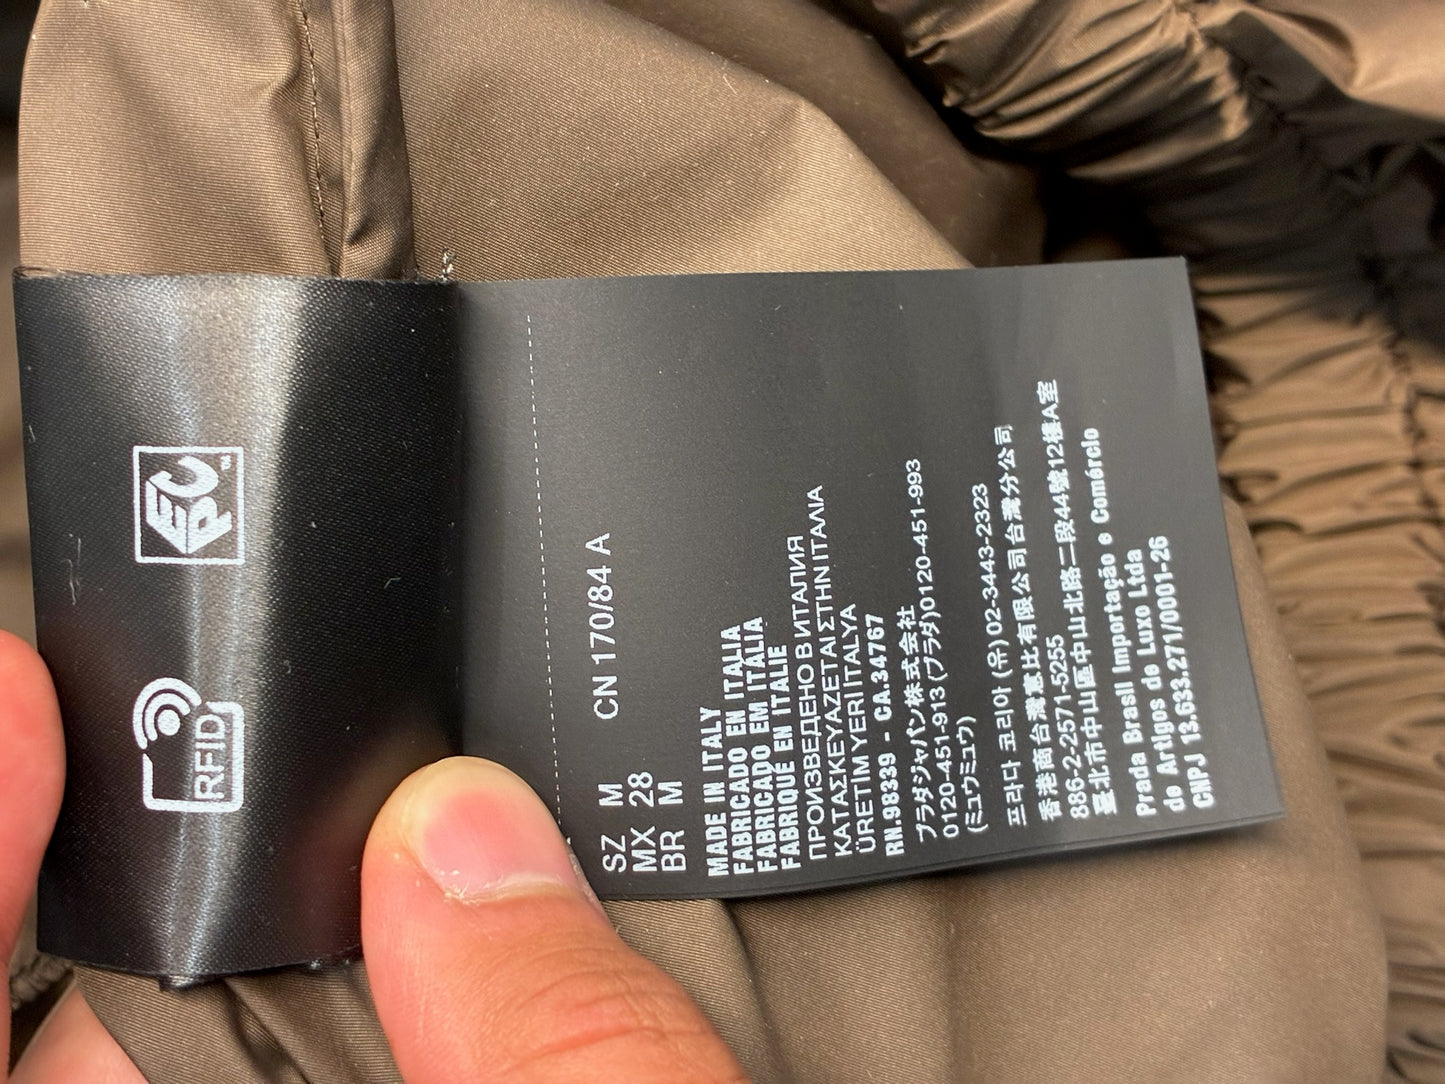 EPC
RFID
SZ M CN 170/84 A
MX 28
BR M
MADE IN ITALY
FABRICADO EN ITALIA
FABRICADO EM ITÁLIA
FABRIQUE EN ITALIE
ПРОИЗВЕДЕНО В ИТАЛИЯ
ΚΑΤΑΣΚΕΥΑΖΕΤΑΙ ΣΤΗΝ ΙΤΑΛΙΑ
ÜRETİM YERİ İTALYA
RN.98339 - CA.34767
プラダジャパン株式会社
0120-451-913 (プラダ)0120-451-993
(ミュウミュウ)
프라다 코리아 (유) 02-3443-2323
香港商台灣惠比有限公司台灣分公司
886-2-2571-5255
臺北市中山區中山北路二段44號12樓A室
Prada Brasil Importação e Comércio
de Artigos de Luxo Ltda
CNPJ 13.633.271/0001-26